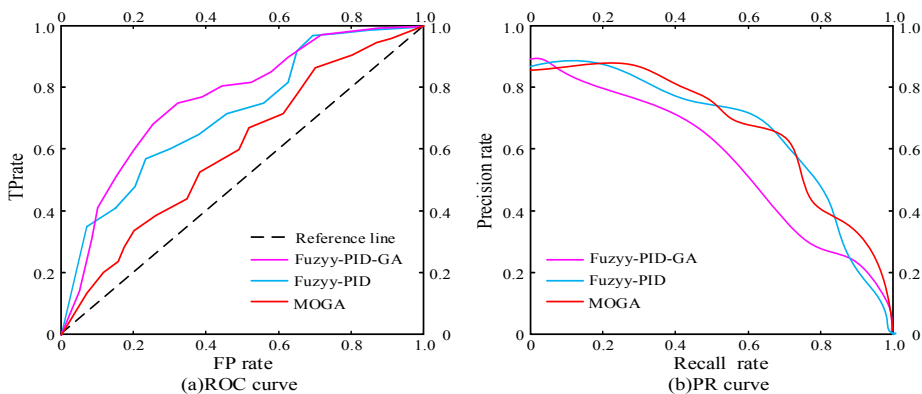 0 0.2 0.4 0.6 0.8 1.0
1.0 1.0
0.8 0.8
0.6 0.6
0.4 0.4
0.2 0.2
0 0
TPrate
Reference line
Fuzyy-PID-GA
Fuzyy-PID
MOGA
0 0.2 0.4 0.6 0.8 1.0
FP rate
(a)ROC curve
0 0.2 0.4 0.6 0.8 1.0
1.0 1.0
0.8 0.8
0.6 0.6
0.4 0.4
0.2 0.2
0 0
Precision rate
Fuzyy-PID-GA
Fuzyy-PID
MOGA
0 0.2 0.4 0.6 0.8 1.0
Recall rate
(b)PR curve